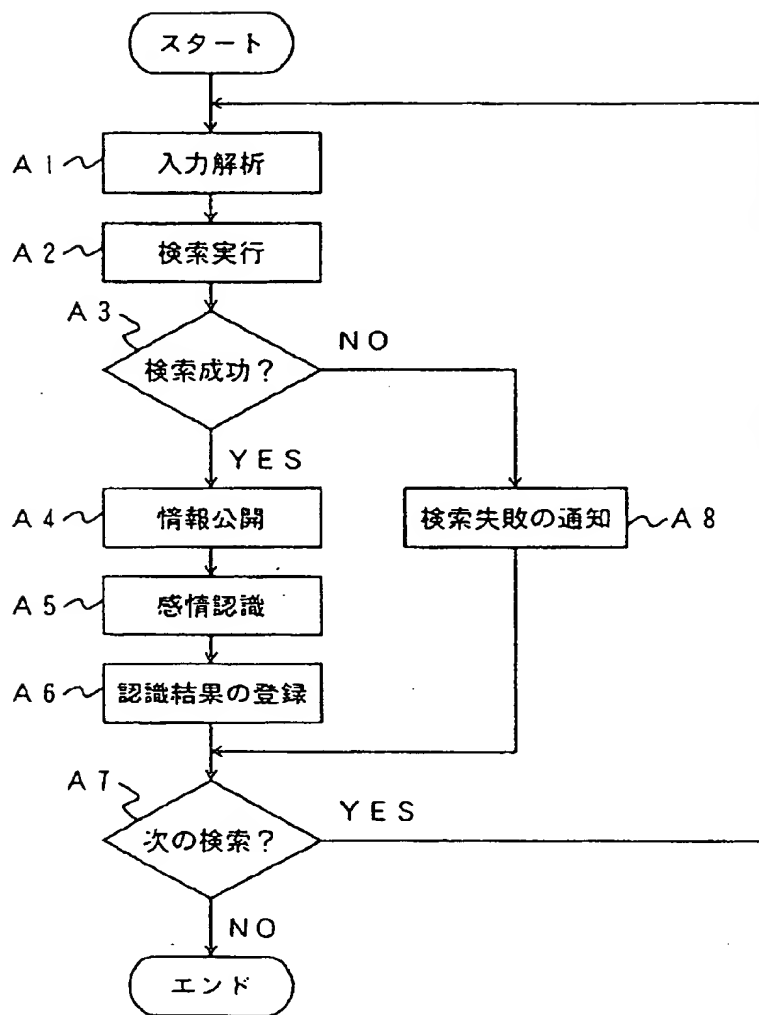 スタート
A1
入力解析
A2
検索実行
A3
検索成功?
NO
YES
A4
情報公開
検索失敗の通知
A8
A5
感情認識
A6
認識結果の登録
A7
次の検索?
YES
NO
エンド